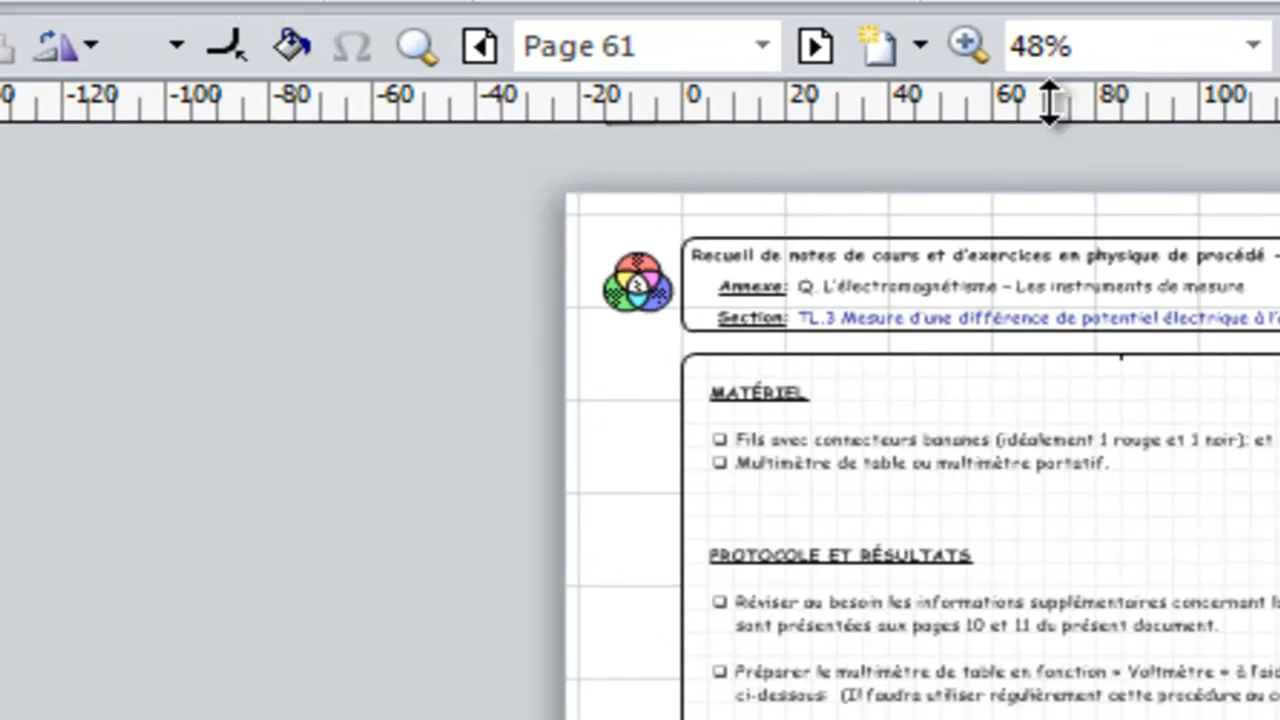 Page 61
48%
-120 -100 -80 -60 -40 -20 0 20 40 60 80 100
Recueil de notes de cours et d'exercices en physique de procédé -
Annexe: Q. L'électromagnétisme - Les instruments de mesure
Section: TL.3 Mesure d'une différence de potentiel électrique à l'
MATÉRIEL
Fils avec connecteurs bananes (idéalement 1 rouge et 1 noir); et
Multimètre de table ou multimètre portatif.
PROTOCOLE ET RÉSULTATS
Réviser au besoin les informations supplémentaires concernant
sont présentées aux pages 10 et 11 du présent document.
Préparer le multimètre de table en fonction « Voltmètre » à
ci-dessous: (Il faudra utiliser régulièrement cette procédure au